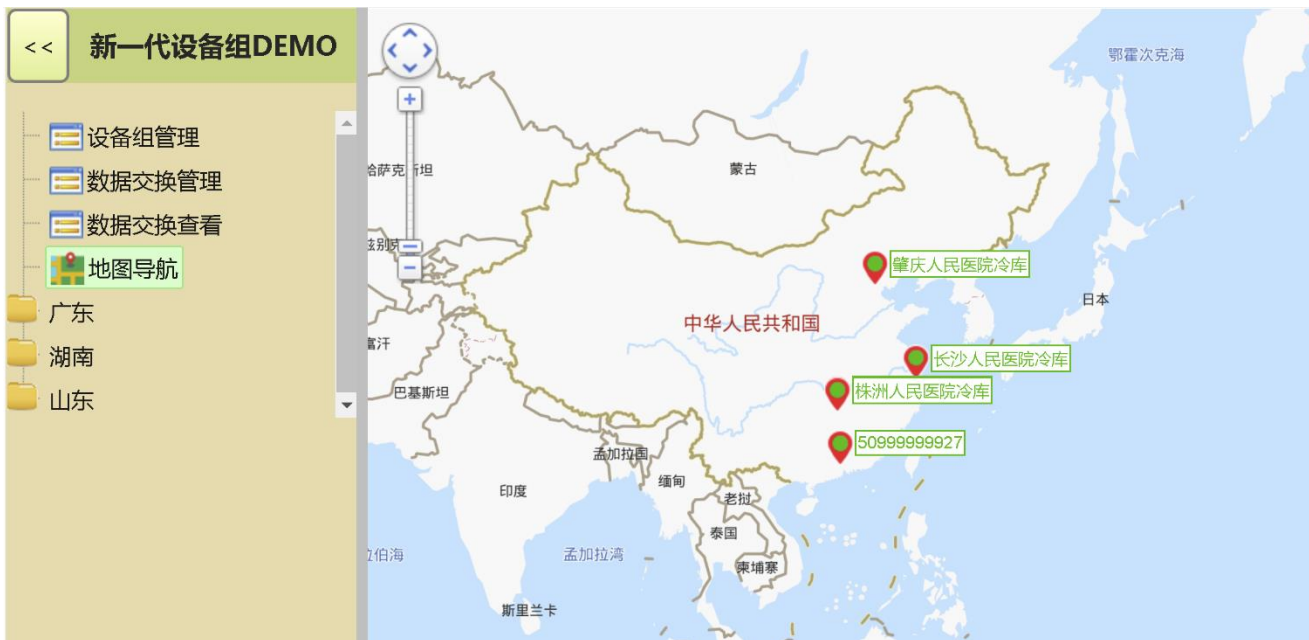 <<
新一代设备组DEMO
设备组管理
数据交换管理
数据交换查看
地图导航
广东
湖南
山东
鄂霍次克海
蒙古
哈萨克斯坦
肇庆人民医院冷库
日本
中华人民共和国
富汗
长沙人民医院冷库
巴基斯坦
株洲人民医院冷库
50999999927
孟加拉国
缅甸
印度
老挝
泰国
拉伯海
孟加拉湾
柬埔寨
斯里兰卡